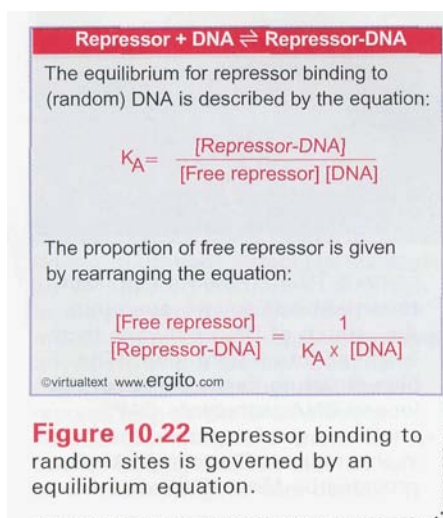 Repressor + DNA ⇌ Repressor-DNA
The equilibrium for repressor binding to
(random) DNA is described by the equation:
K_A = [Repressor-DNA] / [Free repressor] [DNA]
The proportion of free repressor is given
by rearranging the equation:
[Free repressor] / [Repressor-DNA] = 1 / K_A x [DNA]
©virtualtext www.ergito.com
Figure 10.22 Repressor binding to
random sites is governed by an
equilibrium equation.